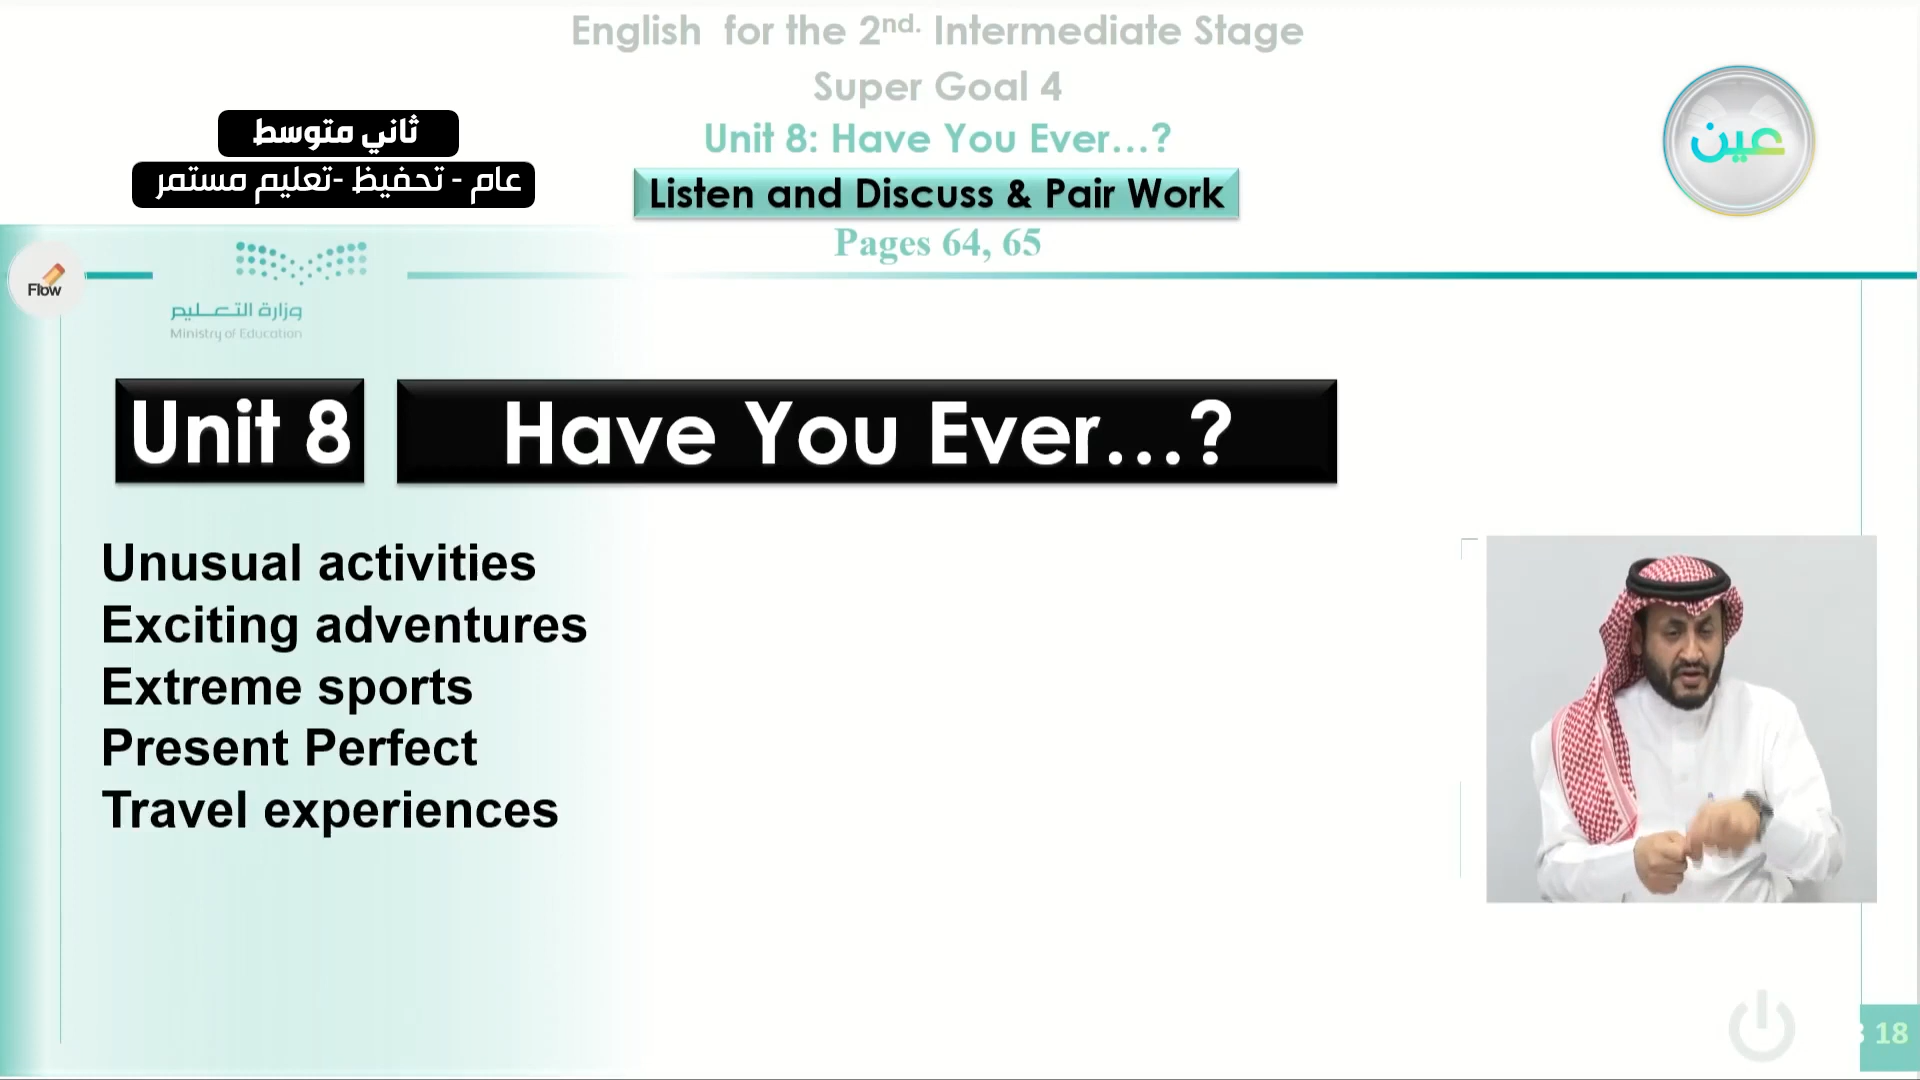 English for the 2nd. Intermediate Stage
Super Goal 4
Unit 8: Have You Ever...?
Listen and Discuss & Pair Work
Pages 64, 65
ثاني متوسط
عام - تحفيظ -تعليم مستمر
عين
Flow
وزارة التعليم
Ministry of Education
Unit 8
Have You Ever...?
Unusual activities
Exciting adventures
Extreme sports
Present Perfect
Travel experiences
18